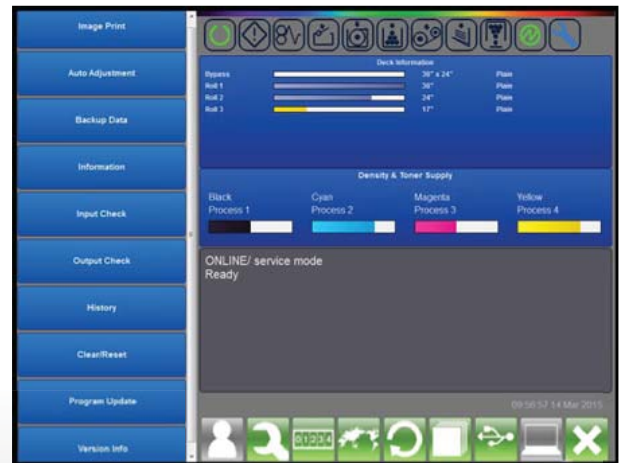 Image Print
Auto Adjustment
Backup Data
Information
Input Check
Output Check
History
Clear/Reset
Program Update
Version Info
Deck Information
Bypass 36" x 24" Plain
Roll 1 36" Plain
Roll 2 24" Plain
Roll 3 17" Plain
Density & Toner Supply
Black Cyan Magenta Yellow
Process 1 Process 2 Process 3 Process 4
ONLINE/ service mode
Ready
09:56:57 14 Mar 2015
01234